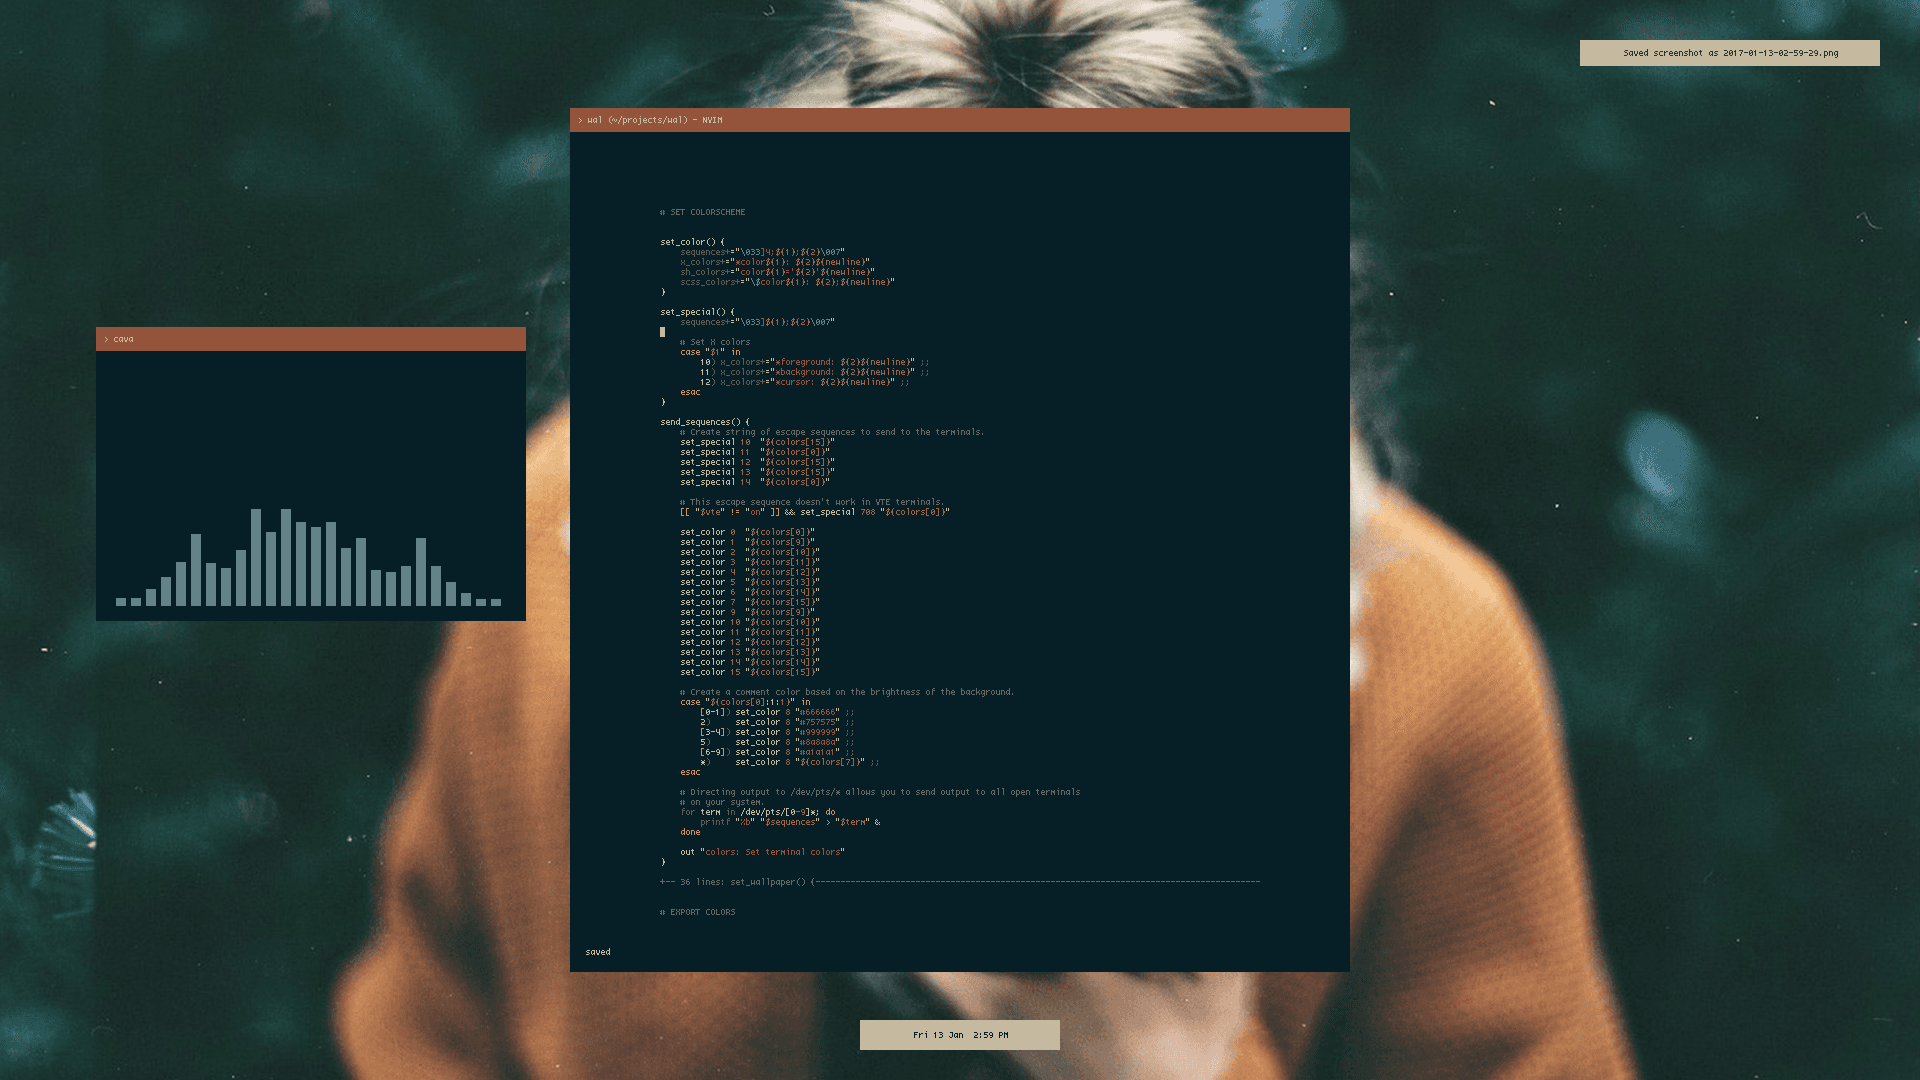 Saved screenshot as 2017-01-13-02-59-29.png
> wal (~/projects/wal) - NVIM
# SET COLORSCHEME
set_color() {
    sequences+="\033]4;${1};${2}\007"
    x_colors+="*color${1}: ${2}${newline}"
    sh_colors+="color${1}='${2}'${newline}"
    scss_colors+="\$color${1}: ${2};${newline}"
}
set_special() {
    sequences+="\033]${1};${2}\007"
    # Set X colors
    case "$1" in
        10) x_colors+="*foreground: ${2}${newline}" ;;
        11) x_colors+="*background: ${2}${newline}" ;;
        12) x_colors+="*cursor: ${2}${newline}" ;;
    esac
}
send_sequences() {
    # Create string of escape sequences to send to the terminals.
    set_special 10  "${colors[15]}"
    set_special 11  "${colors[0]}"
    set_special 12  "${colors[15]}"
    set_special 13  "${colors[15]}"
    set_special 14  "${colors[0]}"
    # This escape sequence doesn't work in VTE terminals.
    [[ "$vte" != "on" ]] && set_special 708 "${colors[0]}"
    set_color 0  "${colors[0]}"
    set_color 1  "${colors[9]}"
    set_color 2  "${colors[10]}"
    set_color 3  "${colors[11]}"
    set_color 4  "${colors[12]}"
    set_color 5  "${colors[13]}"
    set_color 6  "${colors[14]}"
    set_color 7  "${colors[15]}"
    set_color 9  "${colors[9]}"
    set_color 10 "${colors[10]}"
    set_color 11 "${colors[11]}"
    set_color 12 "${colors[12]}"
    set_color 13 "${colors[13]}"
    set_color 14 "${colors[14]}"
    set_color 15 "${colors[15]}"
    # Create a comment color based on the brightness of the background.
    case "${colors[0]:1:1}" in
        [0-1]) set_color 8 "#666666" ;;
        2)     set_color 8 "#757575" ;;
        [3-4]) set_color 8 "#999999" ;;
        5)     set_color 8 "#8a8a8a" ;;
        [6-9]) set_color 8 "#a1a1a1" ;;
        *)     set_color 8 "${colors[7]}" ;;
    esac
    # Directing output to /dev/pts/* allows you to send output to all open terminals
    # on your system.
    for term in /dev/pts/[0-9]*; do
        printf "%b" "$sequences" > "$term" &
    done
    out "colors: Set terminal colors"
}
+-- 36 lines: set_wallpaper() {-----------------------------------------------------------------------------------------
# EXPORT COLORS
saved
> cava
Fri 13 Jan  2:59 PM